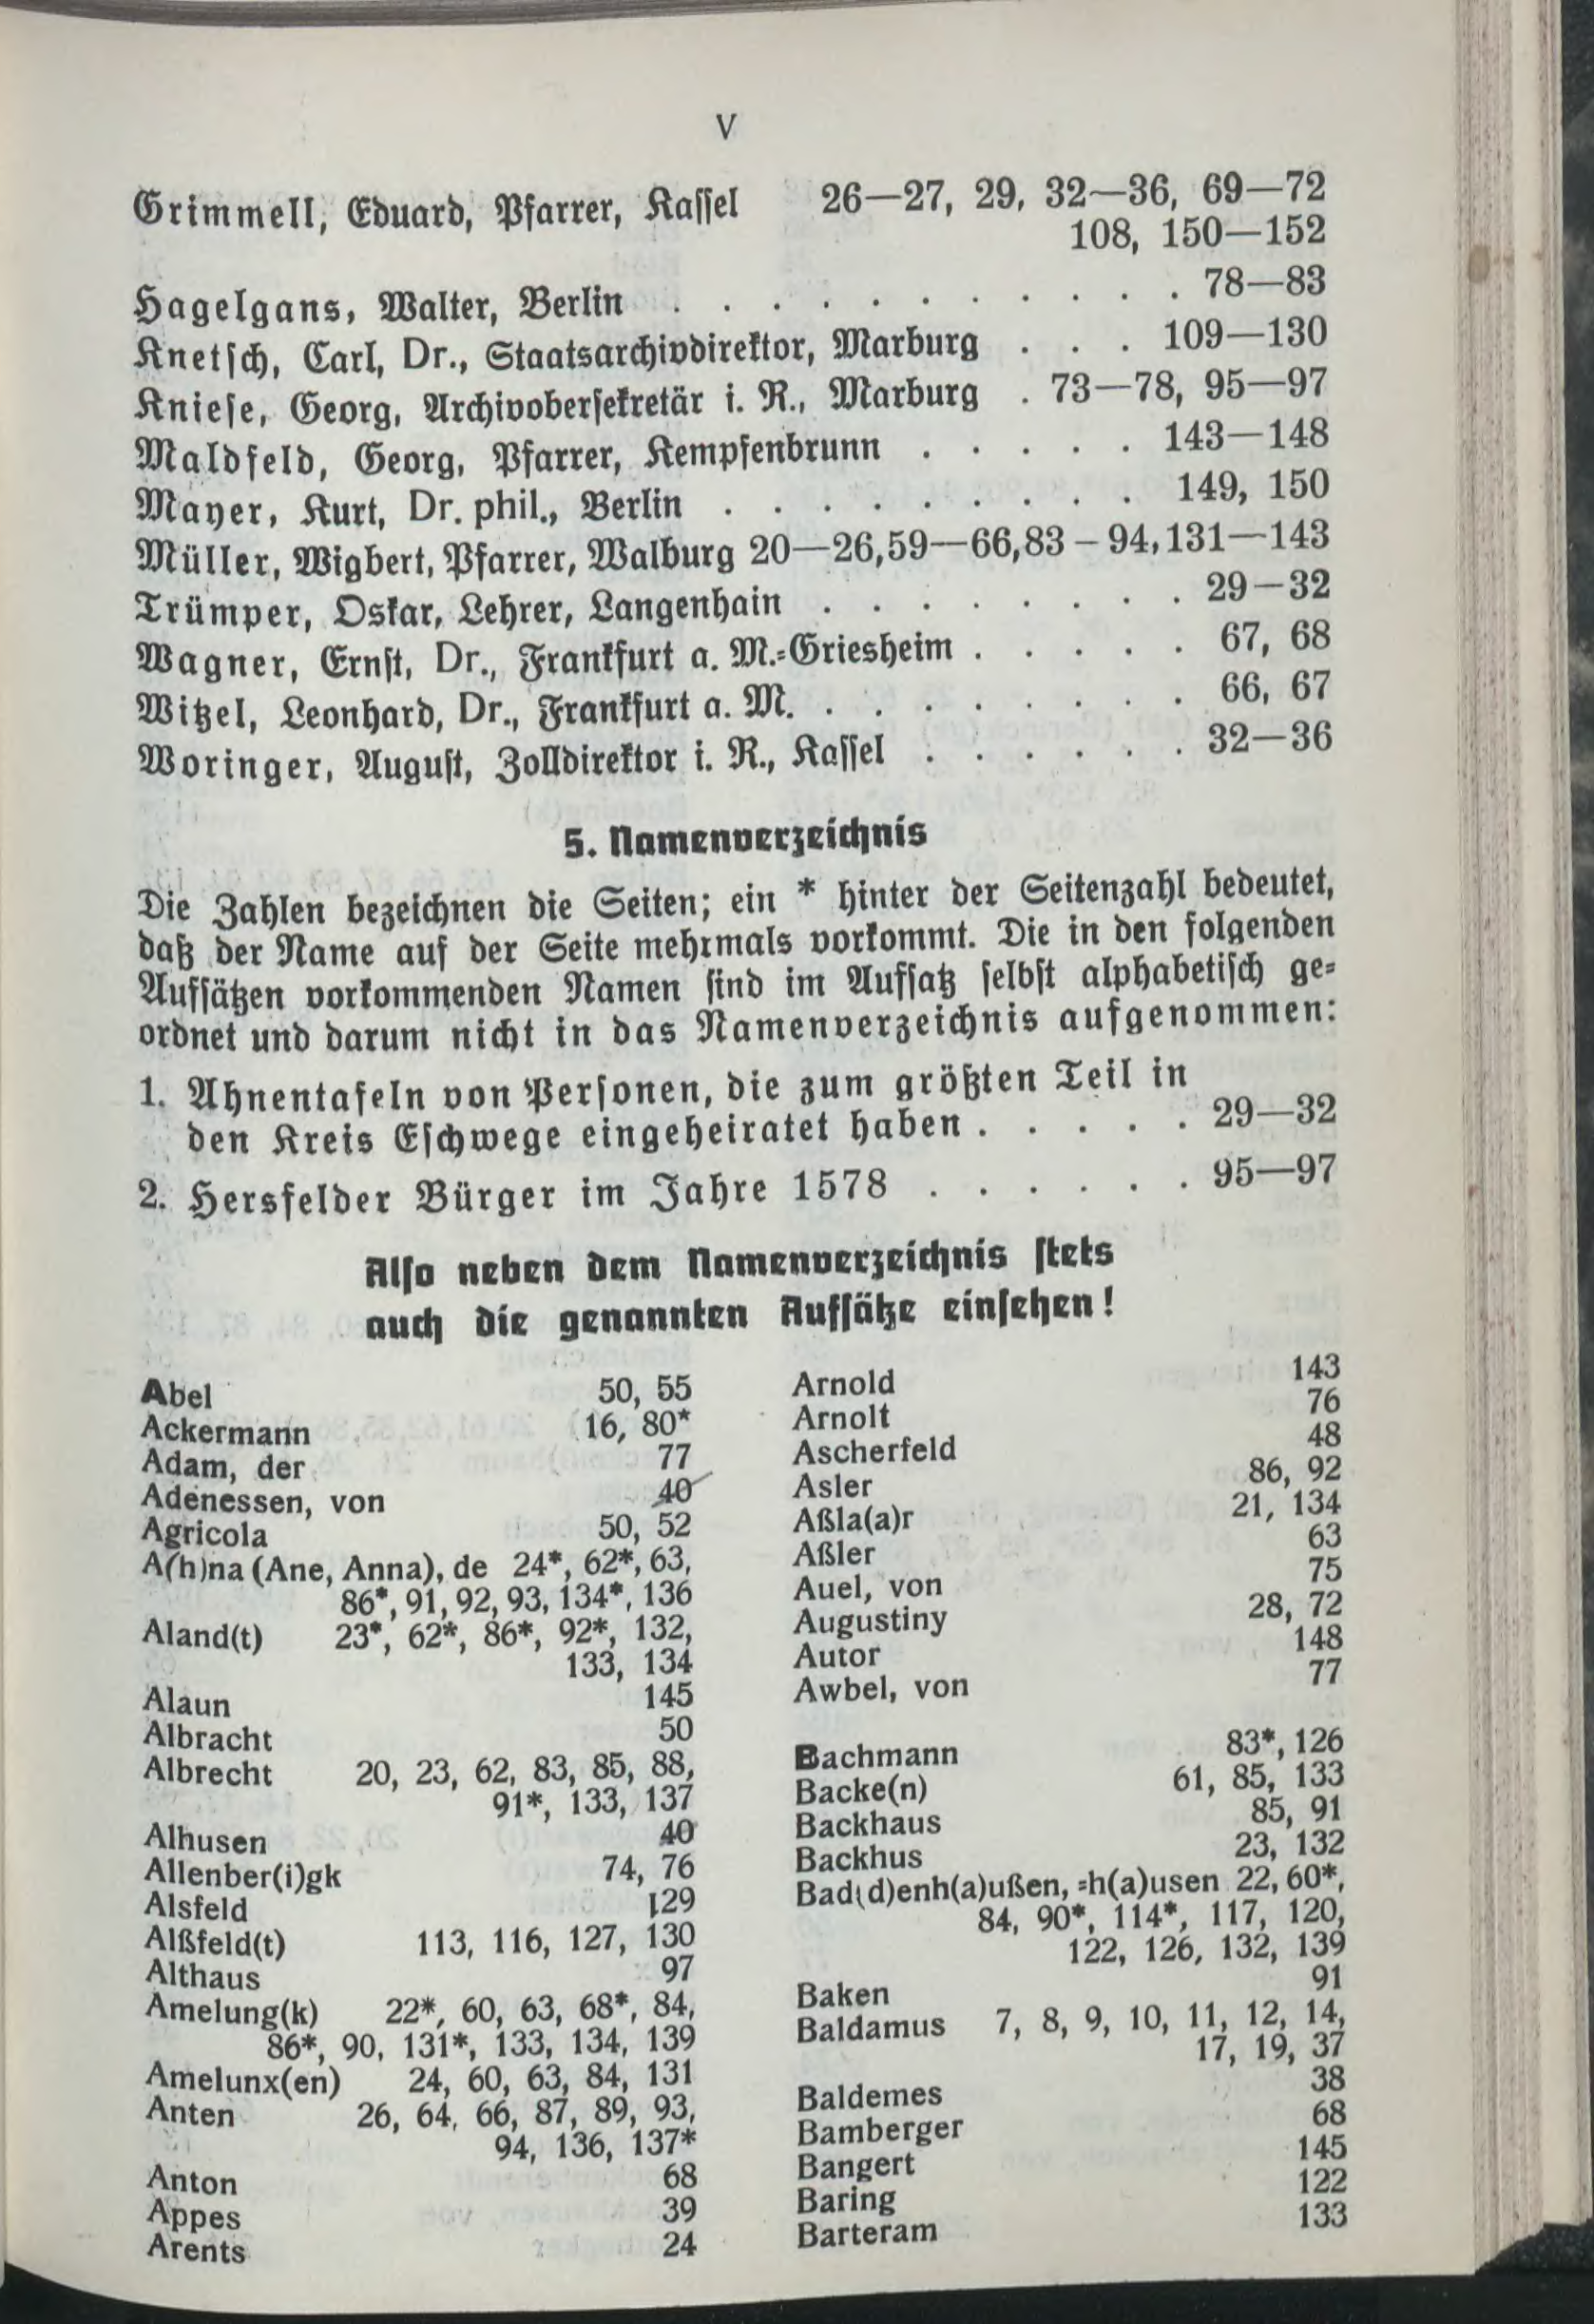 V
Grimmell, Eduard, Pfarrer, Kassel 26—27, 29, 32—36, 69—72
108, 150—152
Hagelgans, Walter, Berlin . . . . . . . . . . . 78—83
Knetsch, Carl, Dr., Staatsarchivdirektor, Marburg . . . 109—130
Kniese, Georg, Archivobersekretär i. R., Marburg . 73—78, 95—97
Maldfeld, Georg, Pfarrer, Kempfenbrunn . . . . . 143—148
Mayer, Kurt, Dr. phil., Berlin . . . . . . . . . 149, 150
Müller, Wigbert, Pfarrer, Walburg 20—26,59—66,83–94,131—143
Trümper, Oskar, Lehrer, Langenhain . . . . . . . . 29—32
Wagner, Ernst, Dr., Frankfurt a. M.=Griesheim . . . . . 67, 68
Witzel, Leonhard, Dr., Frankfurt a. M. . . . . . . . . 66, 67
Woringer, August, Zolldirektor i. R., Kassel . . . . . . 32—36
5. Namenverzeichnis
Die Zahlen bezeichnen die Seiten; ein * hinter der Seitenzahl bedeutet,
daß der Name auf der Seite mehrmals vorkommt. Die in den folgenden
Aufsätzen vorkommenden Namen sind im Aufsatz selbst alphabetisch ge=
ordnet und darum nicht in das Namenverzeichnis aufgenommen:
1. Ahnentafeln von Personen, die zum größten Teil in
den Kreis Eschwege eingeheiratet haben . . . . . 29—32
2. Hersfelder Bürger im Jahre 1578 . . . . . . 95—97
Also neben dem Namenverzeichnis stets
auch die genannten Aufsätze einsehen!
Abel 50, 55
Ackermann 16, 80*
Adam, der 77
Adenessen, von 40
Agricola 50, 52
A(h)na (Ane, Anna), de 24*, 62*, 63,
86*, 91, 92, 93, 134*, 136
Aland(t) 23*, 62*, 86*, 92*, 132,
133, 134
Alaun 145
Albracht 50
Albrecht 20, 23, 62, 83, 85, 88,
91*, 133, 137
Alhusen 40
Allenber(i)gk 74, 76
Alsfeld 129
Alßfeld(t) 113, 116, 127, 130
Althaus 97
Amelung(k) 22*, 60, 63, 68*, 84,
86*, 90, 131*, 133, 134, 139
Amelunx(en) 24, 60, 63, 84, 131
Anten 26, 64, 66, 87, 89, 93,
94, 136, 137*
Anton 68
Appes 39
Arents 24
Arnold 143
Arnolt 76
Ascherfeld 48
Asler 86, 92
Aßla(a)r 21, 134
Aßler 63
Auel, von 75
Augustiny 28, 72
Autor 148
Awbel, von 77
Bachmann 83*, 126
Backe(n) 61, 85, 133
Backhaus 85, 91
Backhus 23, 132
Bad(d)enh(a)ußen, =h(a)usen 22, 60*,
84, 90*, 114*, 117, 120,
122, 126, 132, 139
Baken 91
Baldamus 7, 8, 9, 10, 11, 12, 14,
17, 19, 37
Baldemes 38
Bamberger 68
Bangert 145
Baring 122
Barteram 133